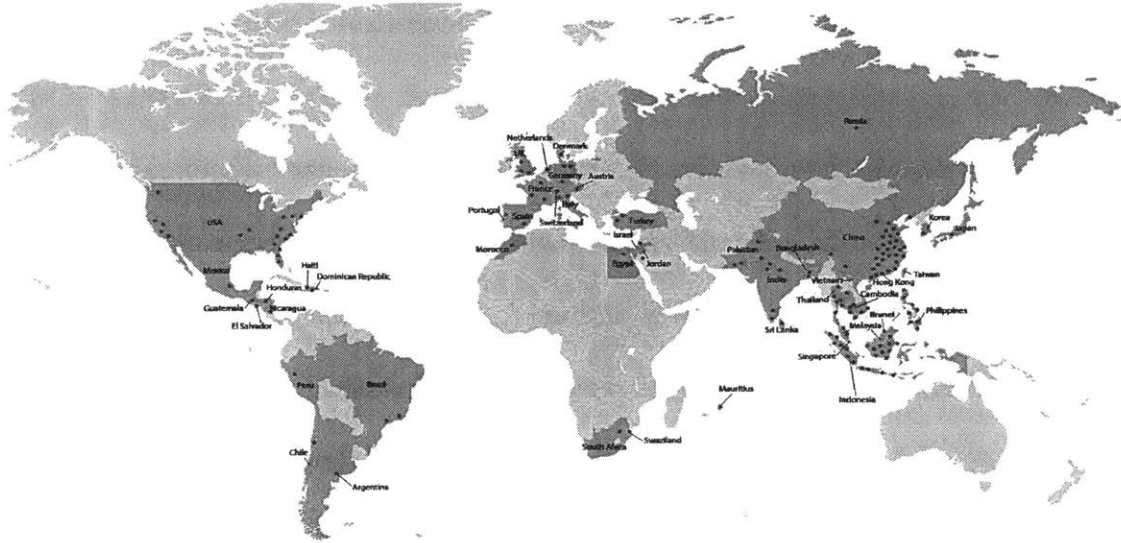 Russia
Netherlands
Denmark
UK
Germany
Austria
France
Italy
USA
Portugal
Spain
Switzerland
Turkey
Korea
China
Japan
Israel
Morocco
Pakistan
Bangladesh
Mexico
Haiti
Egypt
Jordan
Dominican Republic
India
Taiwan
Hong Kong
Honduras
Vietnam
Cambodia
Guatemala
Nicaragua
Thailand
Brunei
Philippines
El Salvador
Sri Lanka
Malaysia
Singapore
Peru
Brazil
Mauritius
Indonesia
Swaziland
South Africa
Chile
Argentina